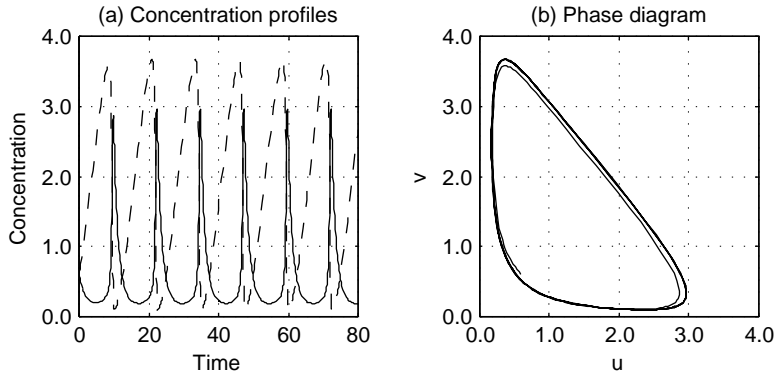 (a) Concentration profiles
4.0
3.0
2.0
1.0
0.0
Concentration
0 20 40 60 80
Time
(b) Phase diagram
4.0
3.0
2.0
1.0
0.0
v
0.0 1.0 2.0 3.0 4.0
u